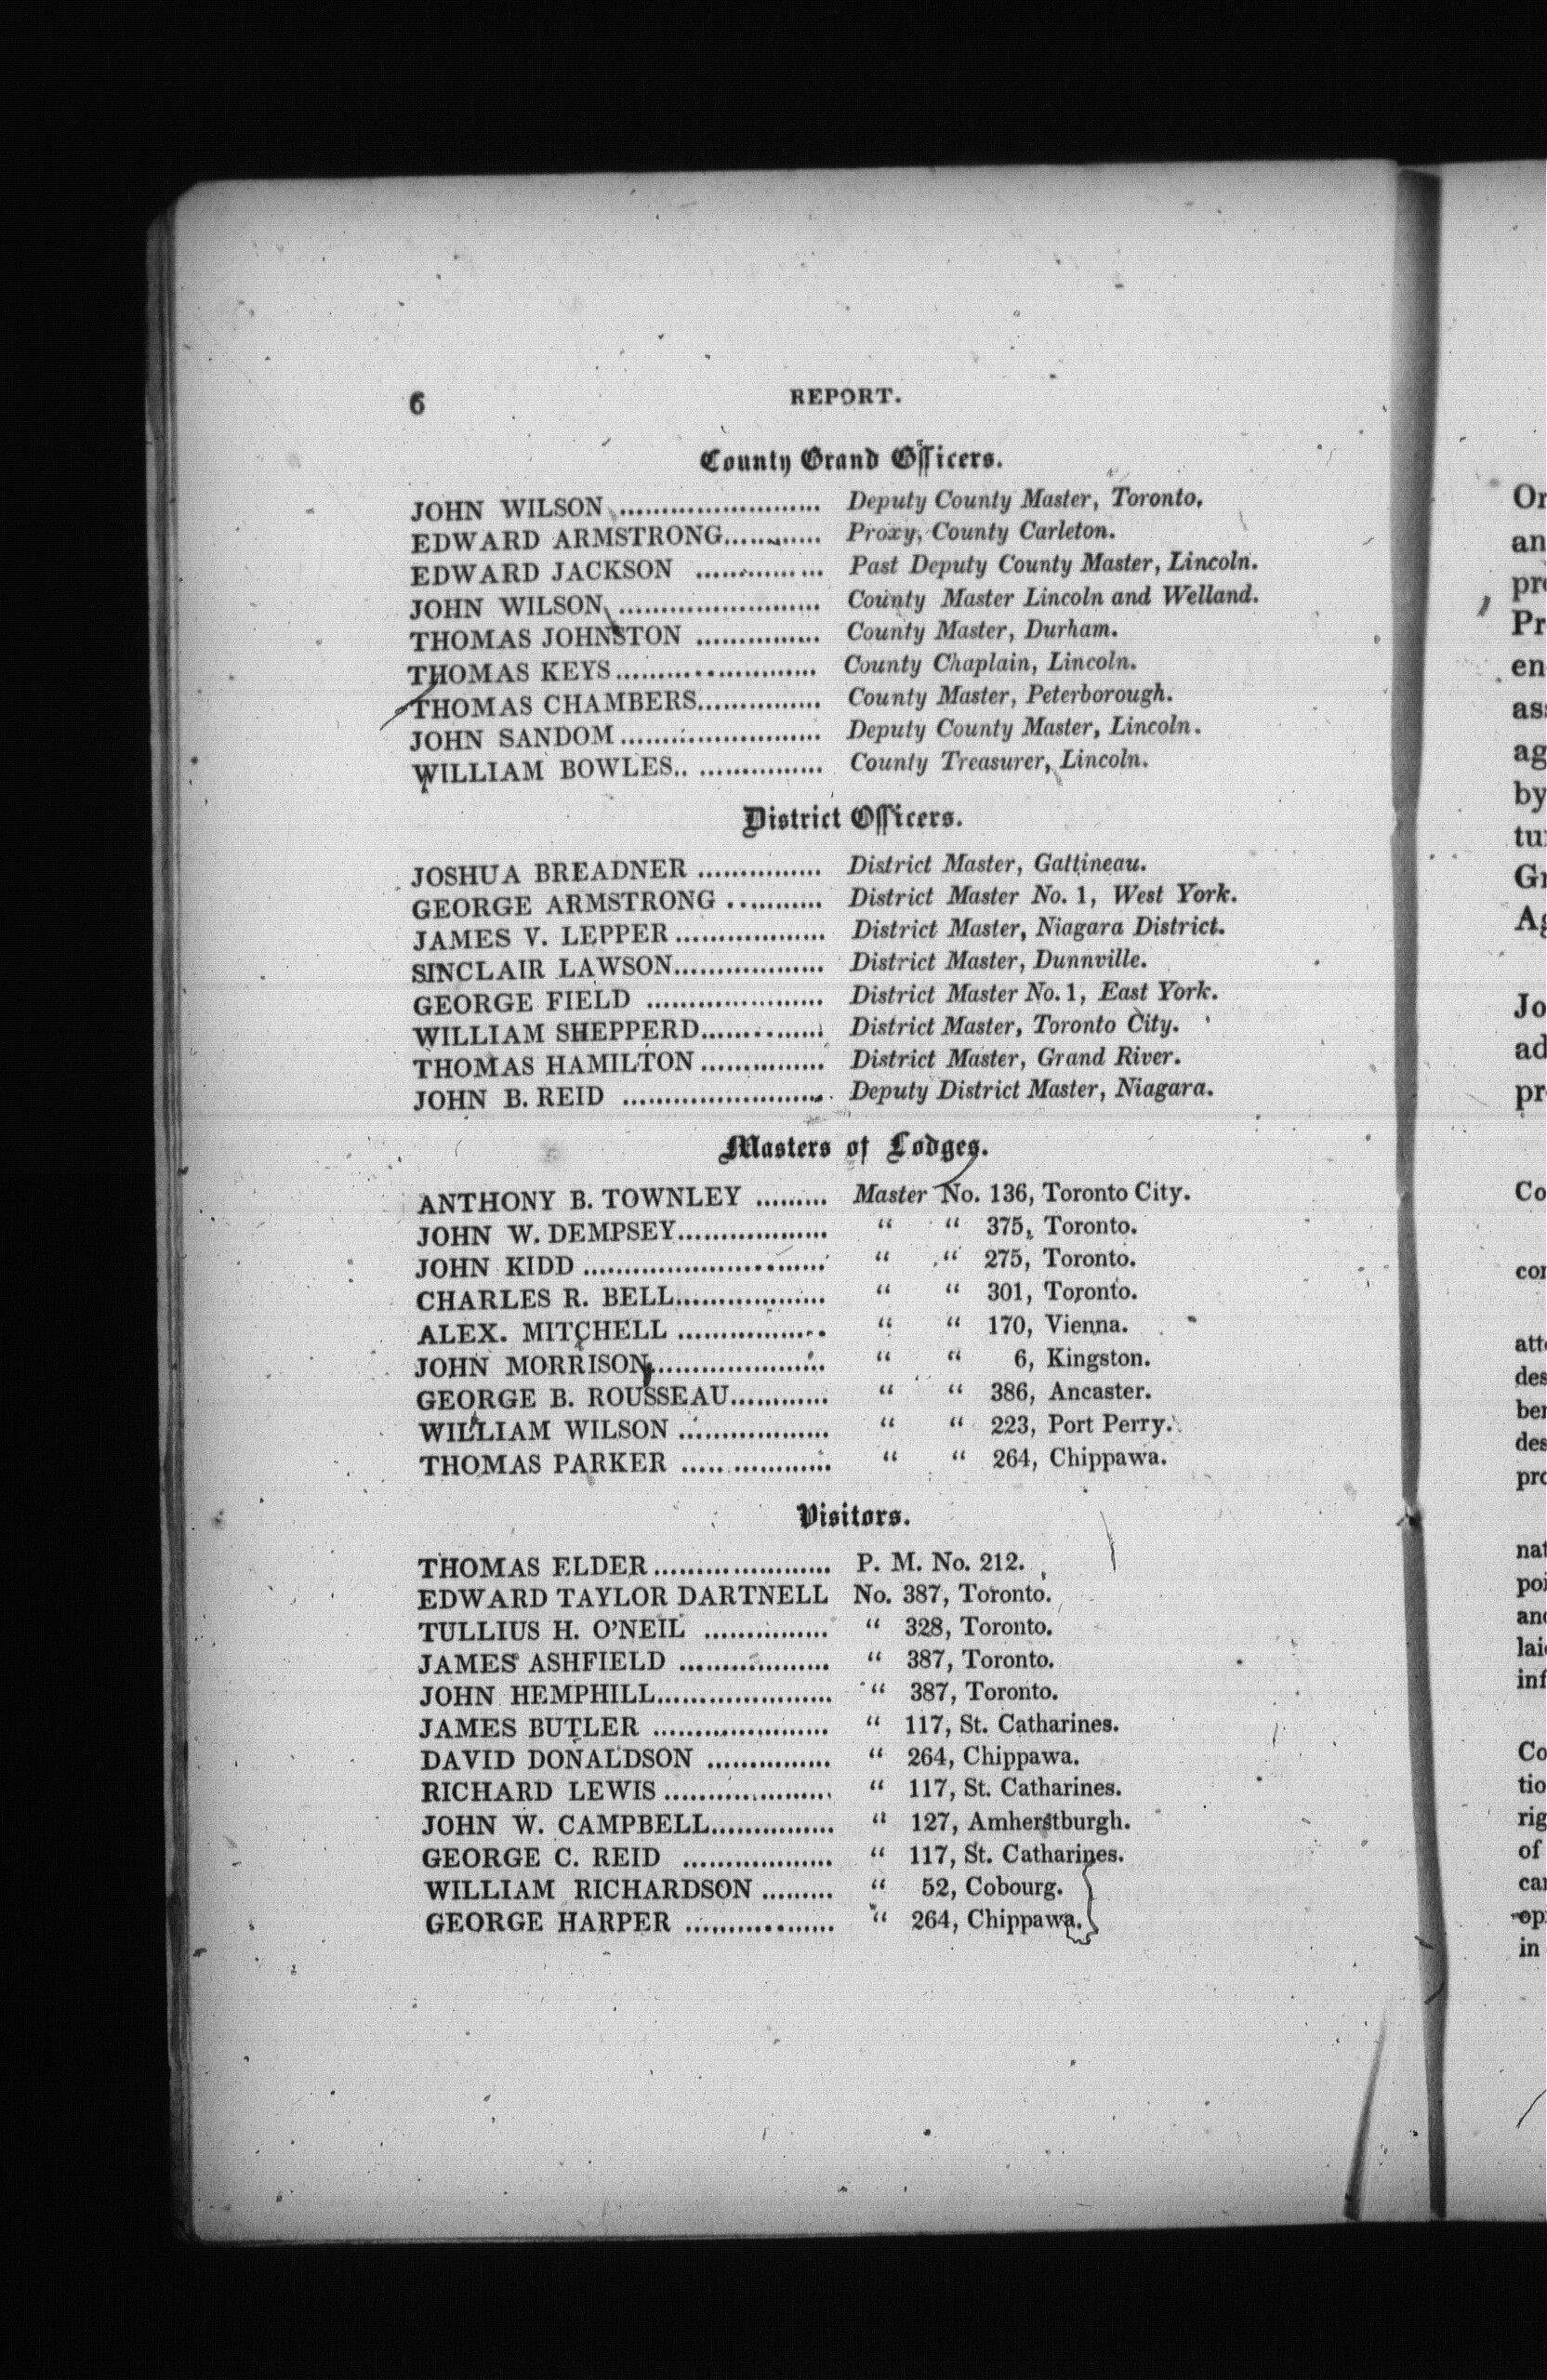 6 REPORT.
County Grand Officers.
JOHN WILSON ........................ Deputy County Master, Toronto.
EDWARD ARMSTRONG............ Proxy, County Carleton.
EDWARD JACKSON ............... Past Deputy County Master, Lincoln.
JOHN WILSON ........................ County Master Lincoln and Welland.
THOMAS JOHNSTON ............... County Master, Durham.
THOMAS KEYS........................ County Chaplain, Lincoln.
THOMAS CHAMBERS............... County Master, Peterborough.
JOHN SANDOM........................ Deputy County Master, Lincoln.
WILLIAM BOWLES.. ............... County Treasurer, Lincoln.
District Officers.
JOSHUA BREADNER ............... District Master, Gattineau.
GEORGE ARMSTRONG ............ District Master No. 1, West York.
JAMES V. LEPPER .................. District Master, Niagara District.
SINCLAIR LAWSON.................. District Master, Dunnville.
GEORGE FIELD ..................... District Master No. 1, East York.
WILLIAM SHEPPERD............... District Master, Toronto City.
THOMAS HAMILTON ............... District Master, Grand River.
JOHN B. REID ........................ Deputy District Master, Niagara.
Masters of Lodges.
ANTHONY B. TOWNLEY ......... Master No. 136, Toronto City.
JOHN W. DEMPSEY.................. “ “ 375, Toronto.
JOHN KIDD ............................. “ “ 275, Toronto.
CHARLES R. BELL.................. “ “ 301, Toronto.
ALEX. MITCHELL .................. “ “ 170, Vienna.
JOHN MORRISON..................... “ “ 6, Kingston.
GEORGE B. ROUSSEAU............ “ “ 386, Ancaster.
WILLIAM WILSON .................. “ “ 223, Port Perry.
THOMAS PARKER .................. “ “ 264, Chippawa.
Visitors.
THOMAS ELDER..................... P. M. No. 212.
EDWARD TAYLOR DARTNELL No. 387, Toronto.
TULLIUS H. O'NEIL ............... “ 328, Toronto.
JAMES ASHFIELD .................. “ 387, Toronto.
JOHN HEMPHILL..................... “ 387, Toronto.
JAMES BUTLER ..................... “ 117, St. Catharines.
DAVID DONALDSON ............... “ 264, Chippawa.
RICHARD LEWIS .................... “ 117, St. Catharines.
JOHN W. CAMPBELL............... “ 127, Amherstburgh.
GEORGE C. REID .................. “ 117, St. Catharines.
WILLIAM RICHARDSON ......... “ 52, Cobourg.
GEORGE HARPER .................. “ 264, Chippawa.